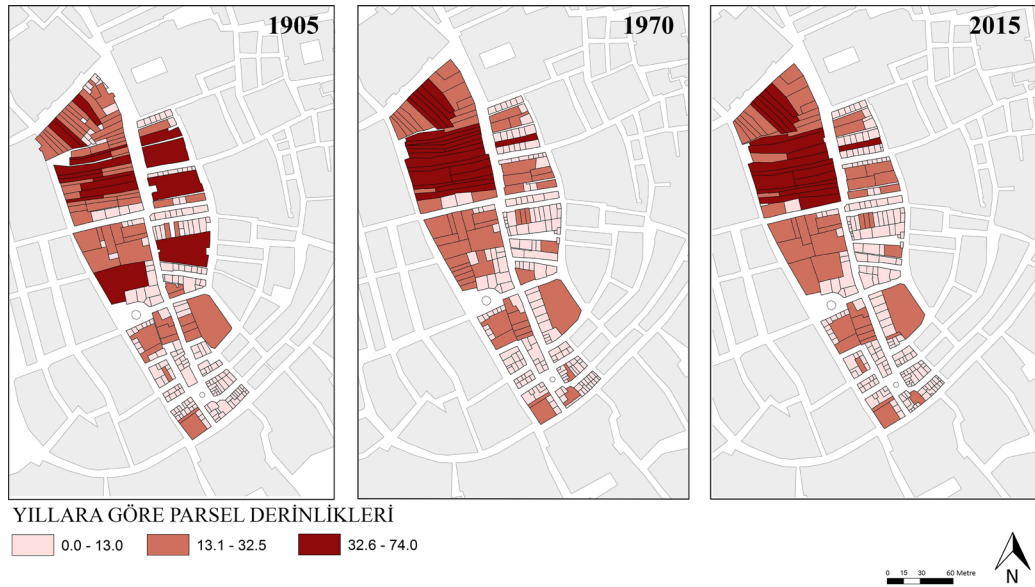 1905
1970
2015
YILLARA GÖRE PARSEL DERİNLİKLERİ
0.0 - 13.0
13.1 - 32.5
32.6 - 74.0
0 15 30 60 Metre
N